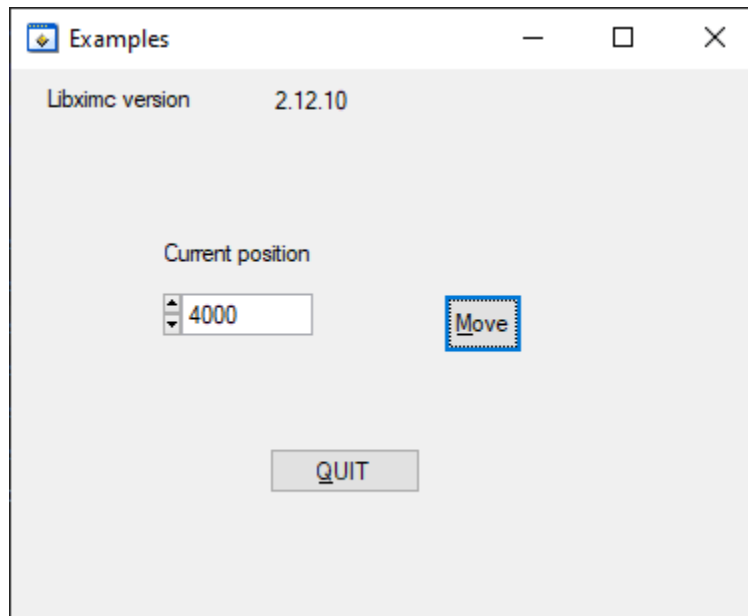 Examples
Libximc version 2.12.10
Current position
4000 Move
QUIT